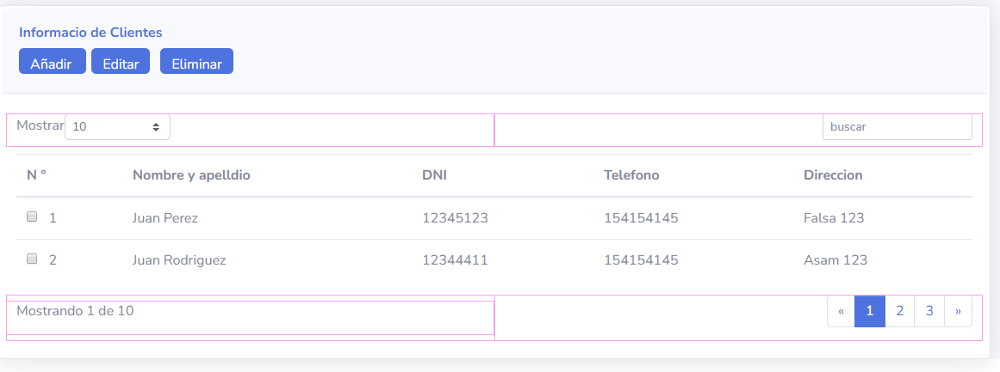 Informacio de Clientes
Añadir Editar Eliminar
Mostrar 10 buscar
N ° Nombre y apelldio DNI Telefono Direccion
1 Juan Perez 12345123 154154145 Falsa 123
2 Juan Rodriguez 12344411 154154145 Asam 123
Mostrando 1 de 10 « 1 2 3 »